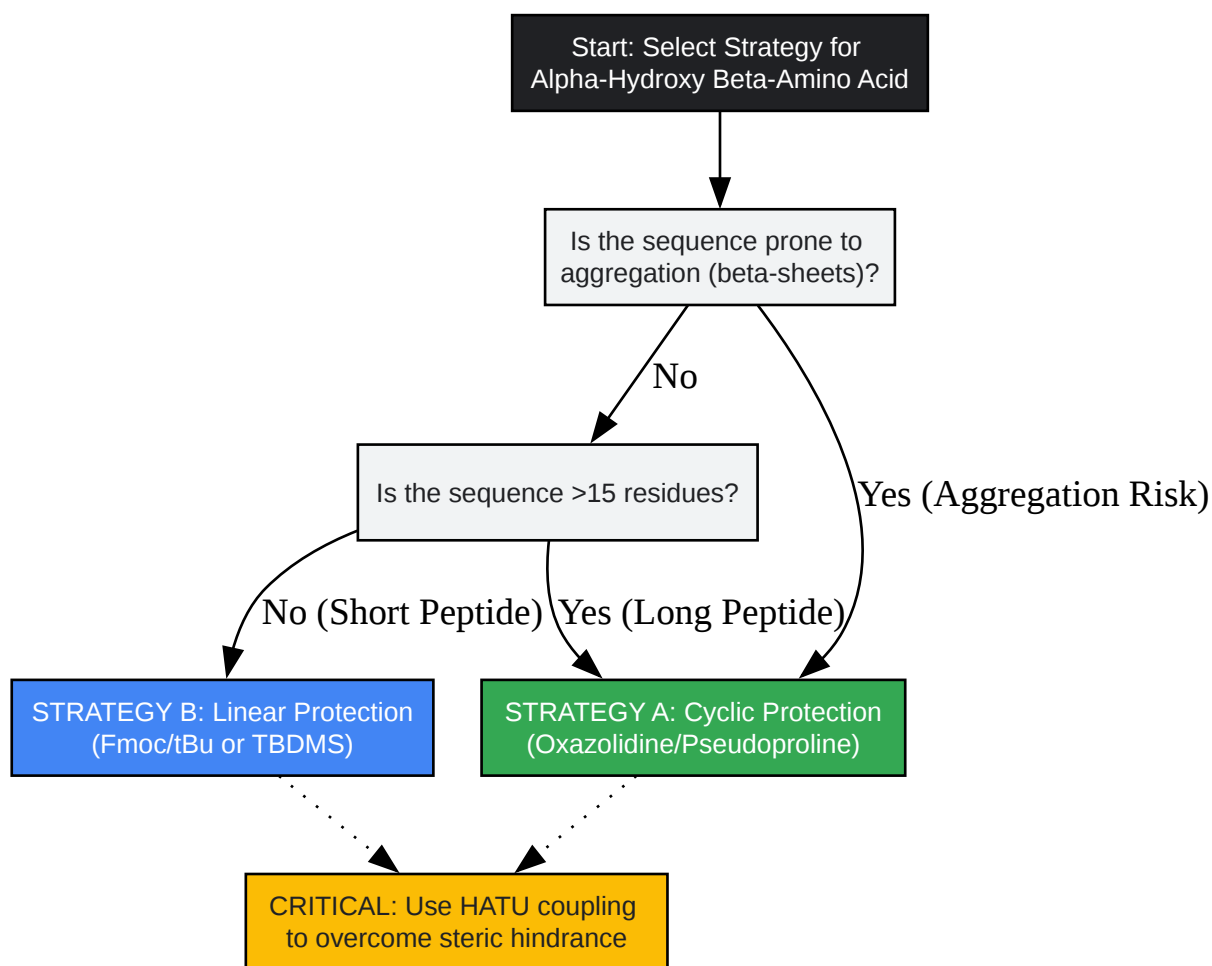 Start: Select Strategy for
Alpha-Hydroxy Beta-Amino Acid
Is the sequence prone to
aggregation (beta-sheets)?
No
Is the sequence >15 residues?
Yes (Aggregation Risk)
No (Short Peptide)
Yes (Long Peptide)
STRATEGY B: Linear Protection
(Fmoc/tBu or TBDMS)
STRATEGY A: Cyclic Protection
(Oxazolidine/Pseudoproline)
CRITICAL: Use HATU coupling
to overcome steric hindrance